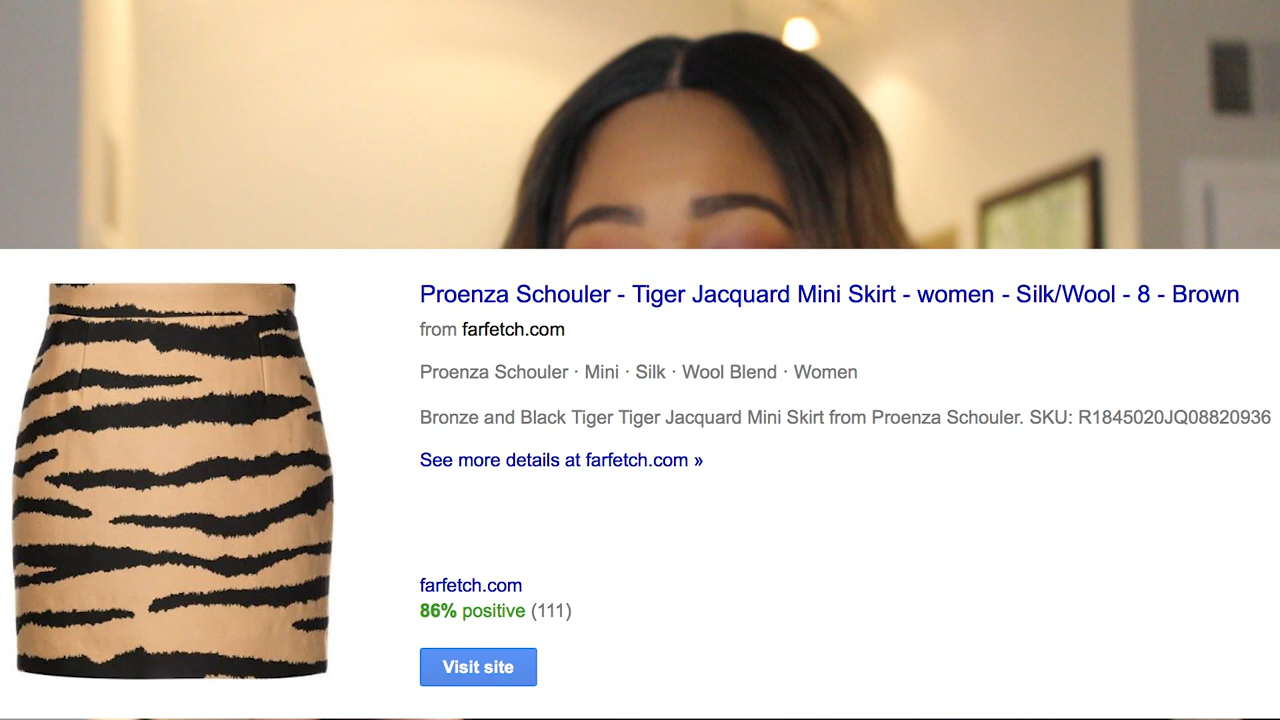 Proenza Schouler - Tiger Jacquard Mini Skirt - women - Silk/Wool - 8 - Brown
from farfetch.com
Proenza Schouler · Mini · Silk · Wool Blend · Women
Bronze and Black Tiger Tiger Jacquard Mini Skirt from Proenza Schouler. SKU: R1845020JQ08820936
See more details at farfetch.com »
farfetch.com
86% positive (111)
Visit site